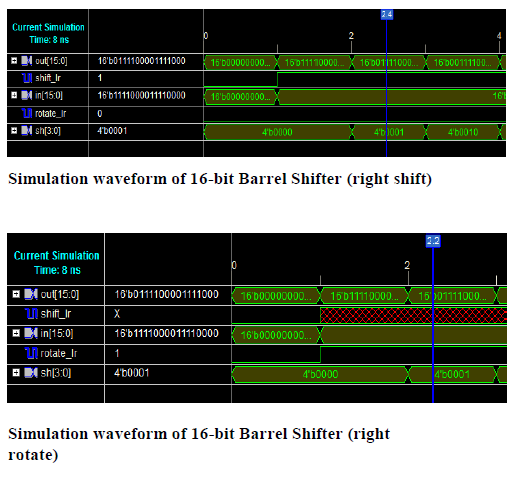 2.4
Current Simulation
Time: 8 ns
0 2 4
out[15:0] 16'b0111100001111000 16'b00000000... 16'b11110000... 16'b01111000... 16'b00111100...
shift_lr 1
in[15:0] 16'b1111000011110000 16'b00000000... 16'
rotate_lr 0
sh[3:0] 4'b0001 4'b0000 4'b0001 4'b0010
Simulation waveform of 16-bit Barrel Shifter (right shift)
2.2
Current Simulation
Time: 8 ns
0 2
out[15:0] 16'b0111100001111000 16'b00000000... 16'b11110000... 16'b01111000...
shift_lr X
in[15:0] 16'b1111000011110000 16'b00000000...
rotate_lr 1
sh[3:0] 4'b0001 4'b0000 4'b0001
Simulation waveform of 16-bit Barrel Shifter (right
rotate)